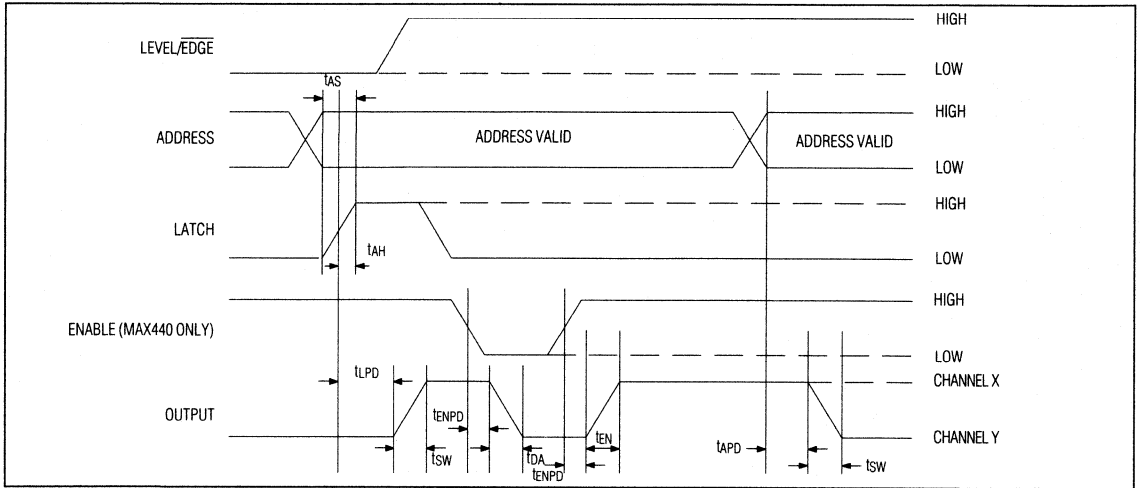 LEVEL/EDGE
HIGH
LOW
tAS
ADDRESS
ADDRESS VALID
ADDRESS VALID
HIGH
LOW
LATCH
HIGH
tAH
LOW
ENABLE (MAX440 ONLY)
HIGH
LOW
OUTPUT
tLPD
CHANNEL X
tENPD
tEN
tSW
tDA
tENPD
tAPD
tSW
CHANNEL Y